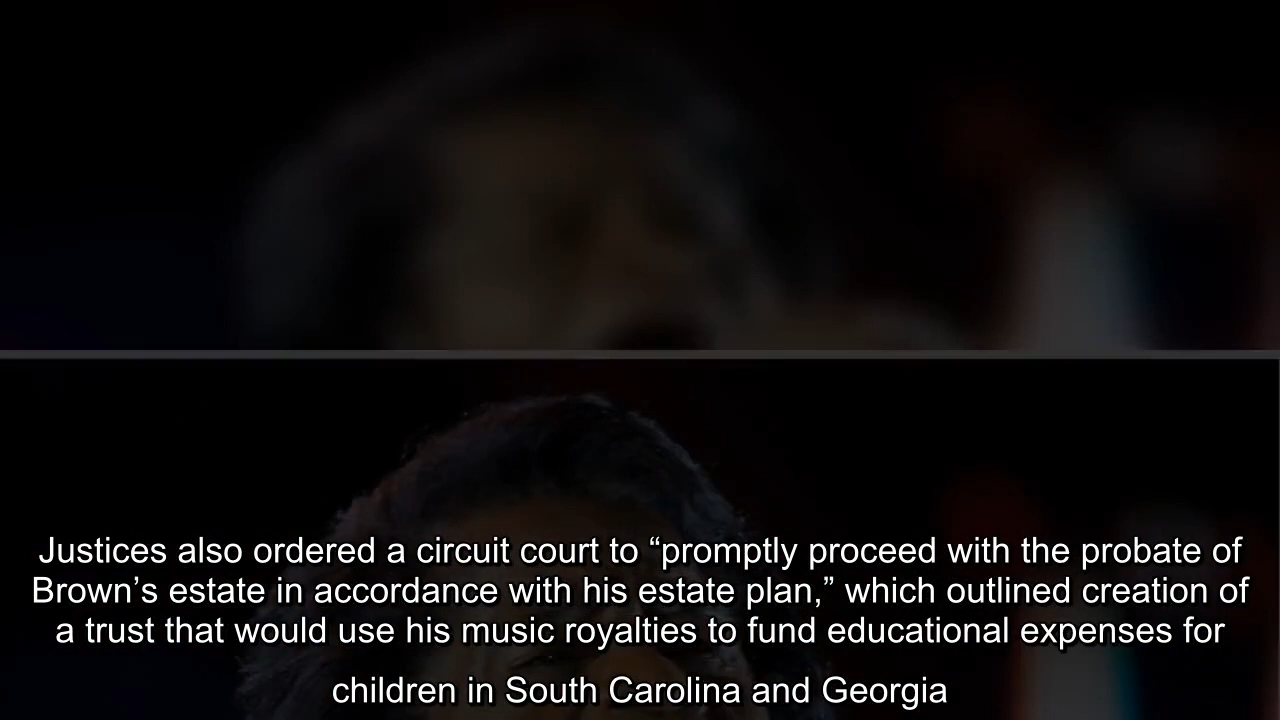 Justices also ordered a circuit court to “promptly proceed with the probate of
Brown’s estate in accordance with his estate plan,” which outlined creation of
a trust that would use his music royalties to fund educational expenses for
children in South Carolina and Georgia